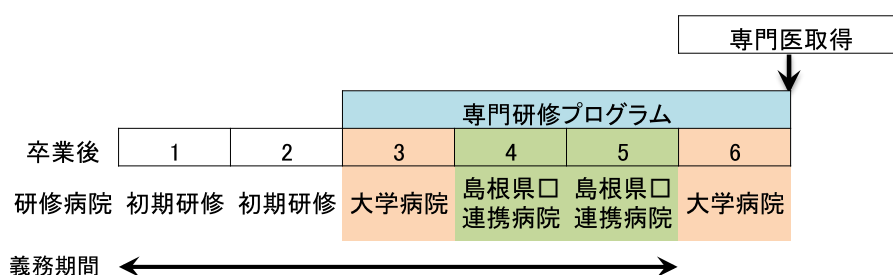 専門医取得
専門研修プログラム
卒業後 1 2 3 4 5 6
研修病院 初期研修 初期研修 大学病院 島根県□ 連携病院 島根県□ 連携病院 大学病院
義務期間